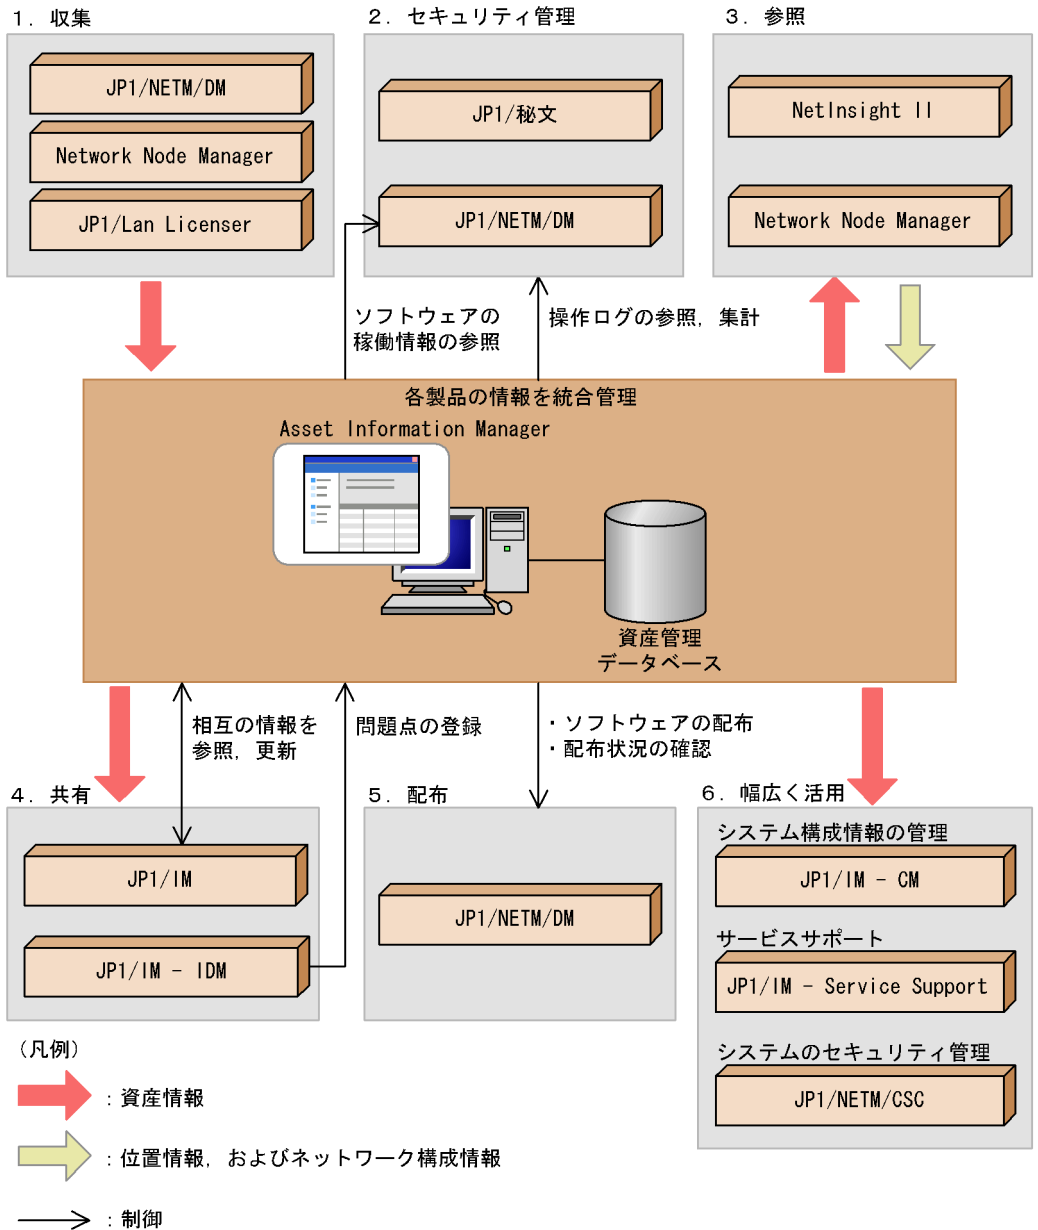 1．収集
2．セキュリティ管理
3．参照
JP1/NETM/DM
Network Node Manager
JP1/Lan Licenser
JP1/秘文
JP1/NETM/DM
NetInsight II
Network Node Manager
ソフトウェアの
稼働情報の参照
操作ログの参照，集計
各製品の情報を統合管理
Asset Information Manager
資産管理
データベース
相互の情報を
参照，更新
問題点の登録
・ソフトウェアの配布
・配布状況の確認
4．共有
5．配布
6．幅広く活用
JP1/IM
JP1/IM − IDM
JP1/NETM/DM
システム構成情報の管理
JP1/IM − CM
サービスサポート
JP1/IM − Service Support
システムのセキュリティ管理
JP1/NETM/CSC
（凡例）
：資産情報
：位置情報，およびネットワーク構成情報
：制御